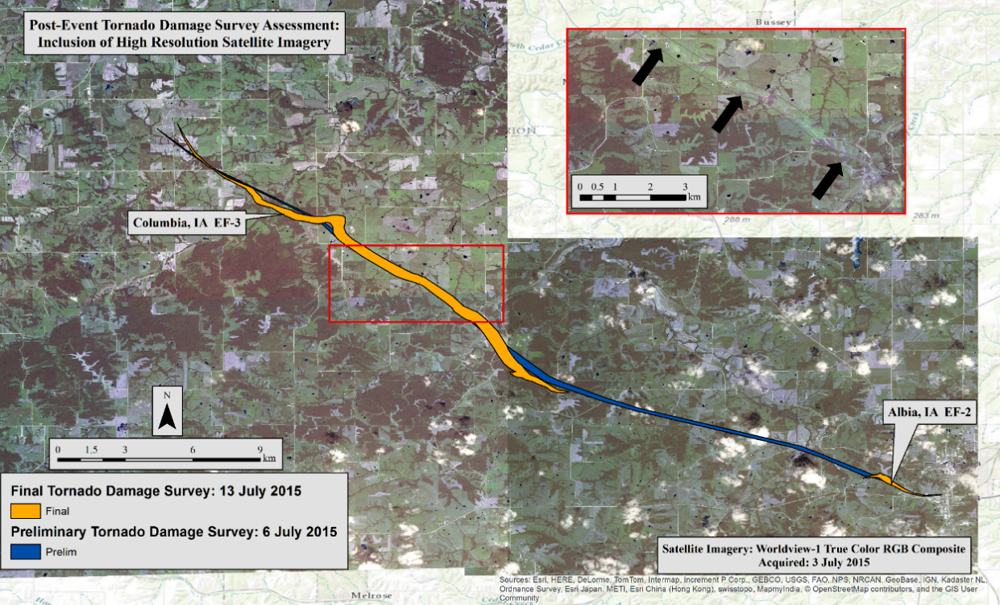 Post-Event Tornado Damage Survey Assessment:
Inclusion of High Resolution Satellite Imagery
Bussey
0 0.5 1 2 3
km
288 m
283 m
Creek
Columbia, IA EF-3
N
0 1.5 3 6 9
km
Albia, IA EF-2
Final Tornado Damage Survey: 13 July 2015
Final
Preliminary Tornado Damage Survey: 6 July 2015
Prelim
Satellite Imagery: Worldview-1 True Color RGB Composite
Acquired: 3 July 2015
Sources: Esri, HERE, DeLorme, TomTom, Intermap, increment P Corp., GEBCO, USGS, FAO, NPS, NRCAN, GeoBase, IGN, Kadaster NL,
Ordnance Survey, Esri Japan, METI, Esri China (Hong Kong), swisstopo, MapmyIndia, © OpenStreetMap contributors, and the GIS User
Community
Melrose